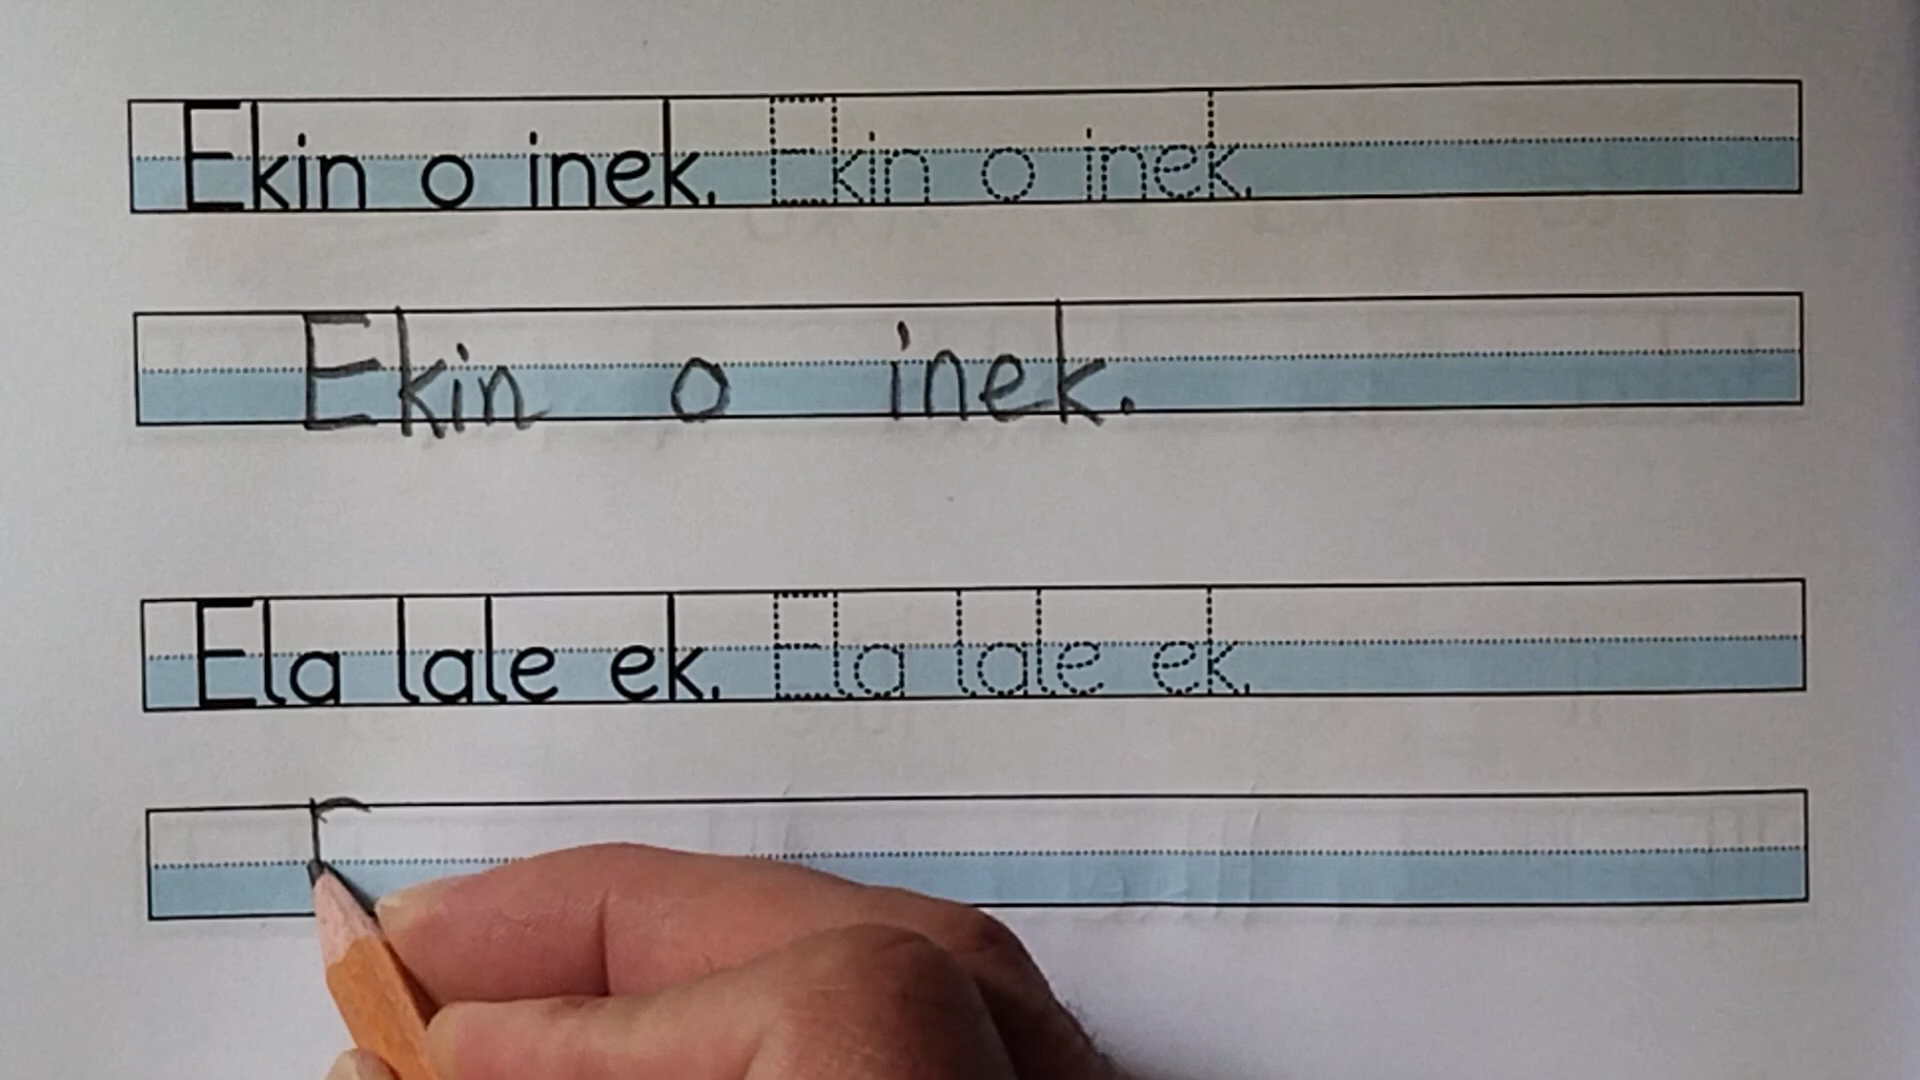 Ekin o inek. Ekin o inek.
Ekin o inek.
Ela lale ek. Ela lale ek.